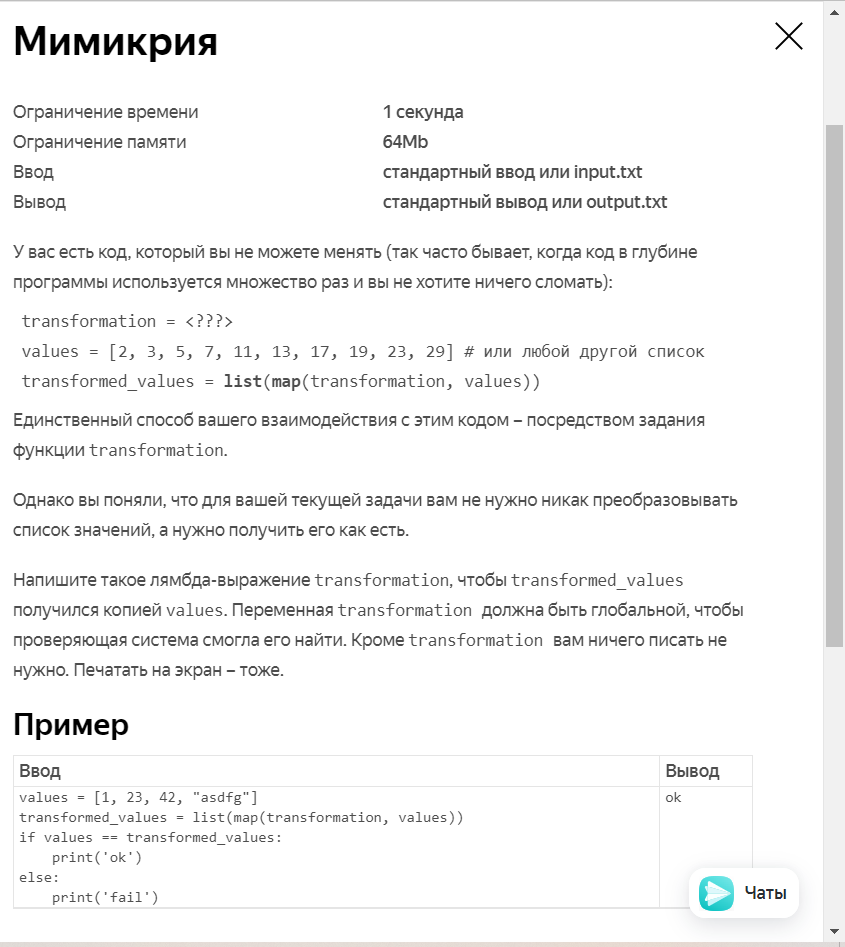 Мимикрия
Ограничение времени 1 секунда
Ограничение памяти 64Mb
Ввод стандартный ввод или input.txt
Вывод стандартный вывод или output.txt
У вас есть код, который вы не можете менять (так часто бывает, когда код в глубине
программы используется множество раз и вы не хотите ничего сломать):
transformation = <???>
values = [2, 3, 5, 7, 11, 13, 17, 19, 23, 29] # или любой другой список
transformed_values = list(map(transformation, values))
Единственный способ вашего взаимодействия с этим кодом – посредством задания
функции transformation.
Однако вы поняли, что для вашей текущей задачи вам не нужно никак преобразовывать
список значений, а нужно получить его как есть.
Напишите такое лямбда-выражение transformation, чтобы transformed_values
получился копией values. Переменная transformation должна быть глобальной, чтобы
проверяющая система смогла его найти. Кроме transformation вам ничего писать не
нужно. Печатать на экран – тоже.
Пример
Ввод Вывод
values = [1, 23, 42, "asdfg"] ok
transformed_values = list(map(transformation, values))
if values == transformed_values:
    print('ok')
else:
    print('fail')
Чаты